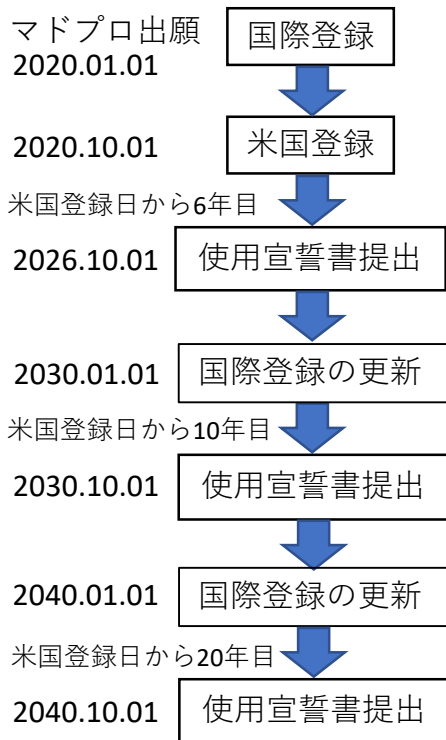 マドプロ出願
国際登録
2020.01.01
2020.10.01
米国登録
米国登録日から6年目
2026.10.01
使用宣誓書提出
2030.01.01
国際登録の更新
米国登録日から10年目
2030.10.01
使用宣誓書提出
2040.01.01
国際登録の更新
米国登録日から20年目
2040.10.01
使用宣誓書提出